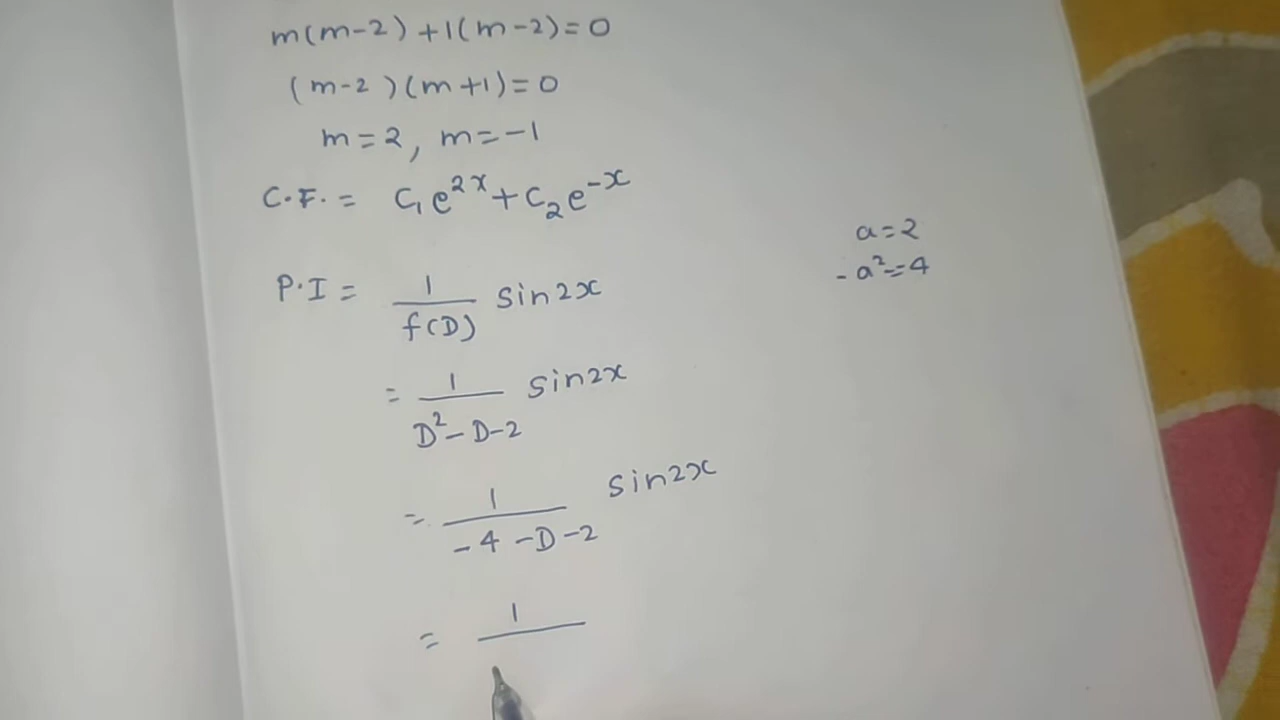 m(m-2)+1(m-2)=0
(m-2)(m+1)=0
m=2, m=-1
C.F. = C₁e^{2x}+C₂e^{-x}
a=2
-a²=-4
P.I = 1/f(D) sin2x
= 1/(D²-D-2) sin2x
= 1/(-4-D-2) sin2x
= 1/